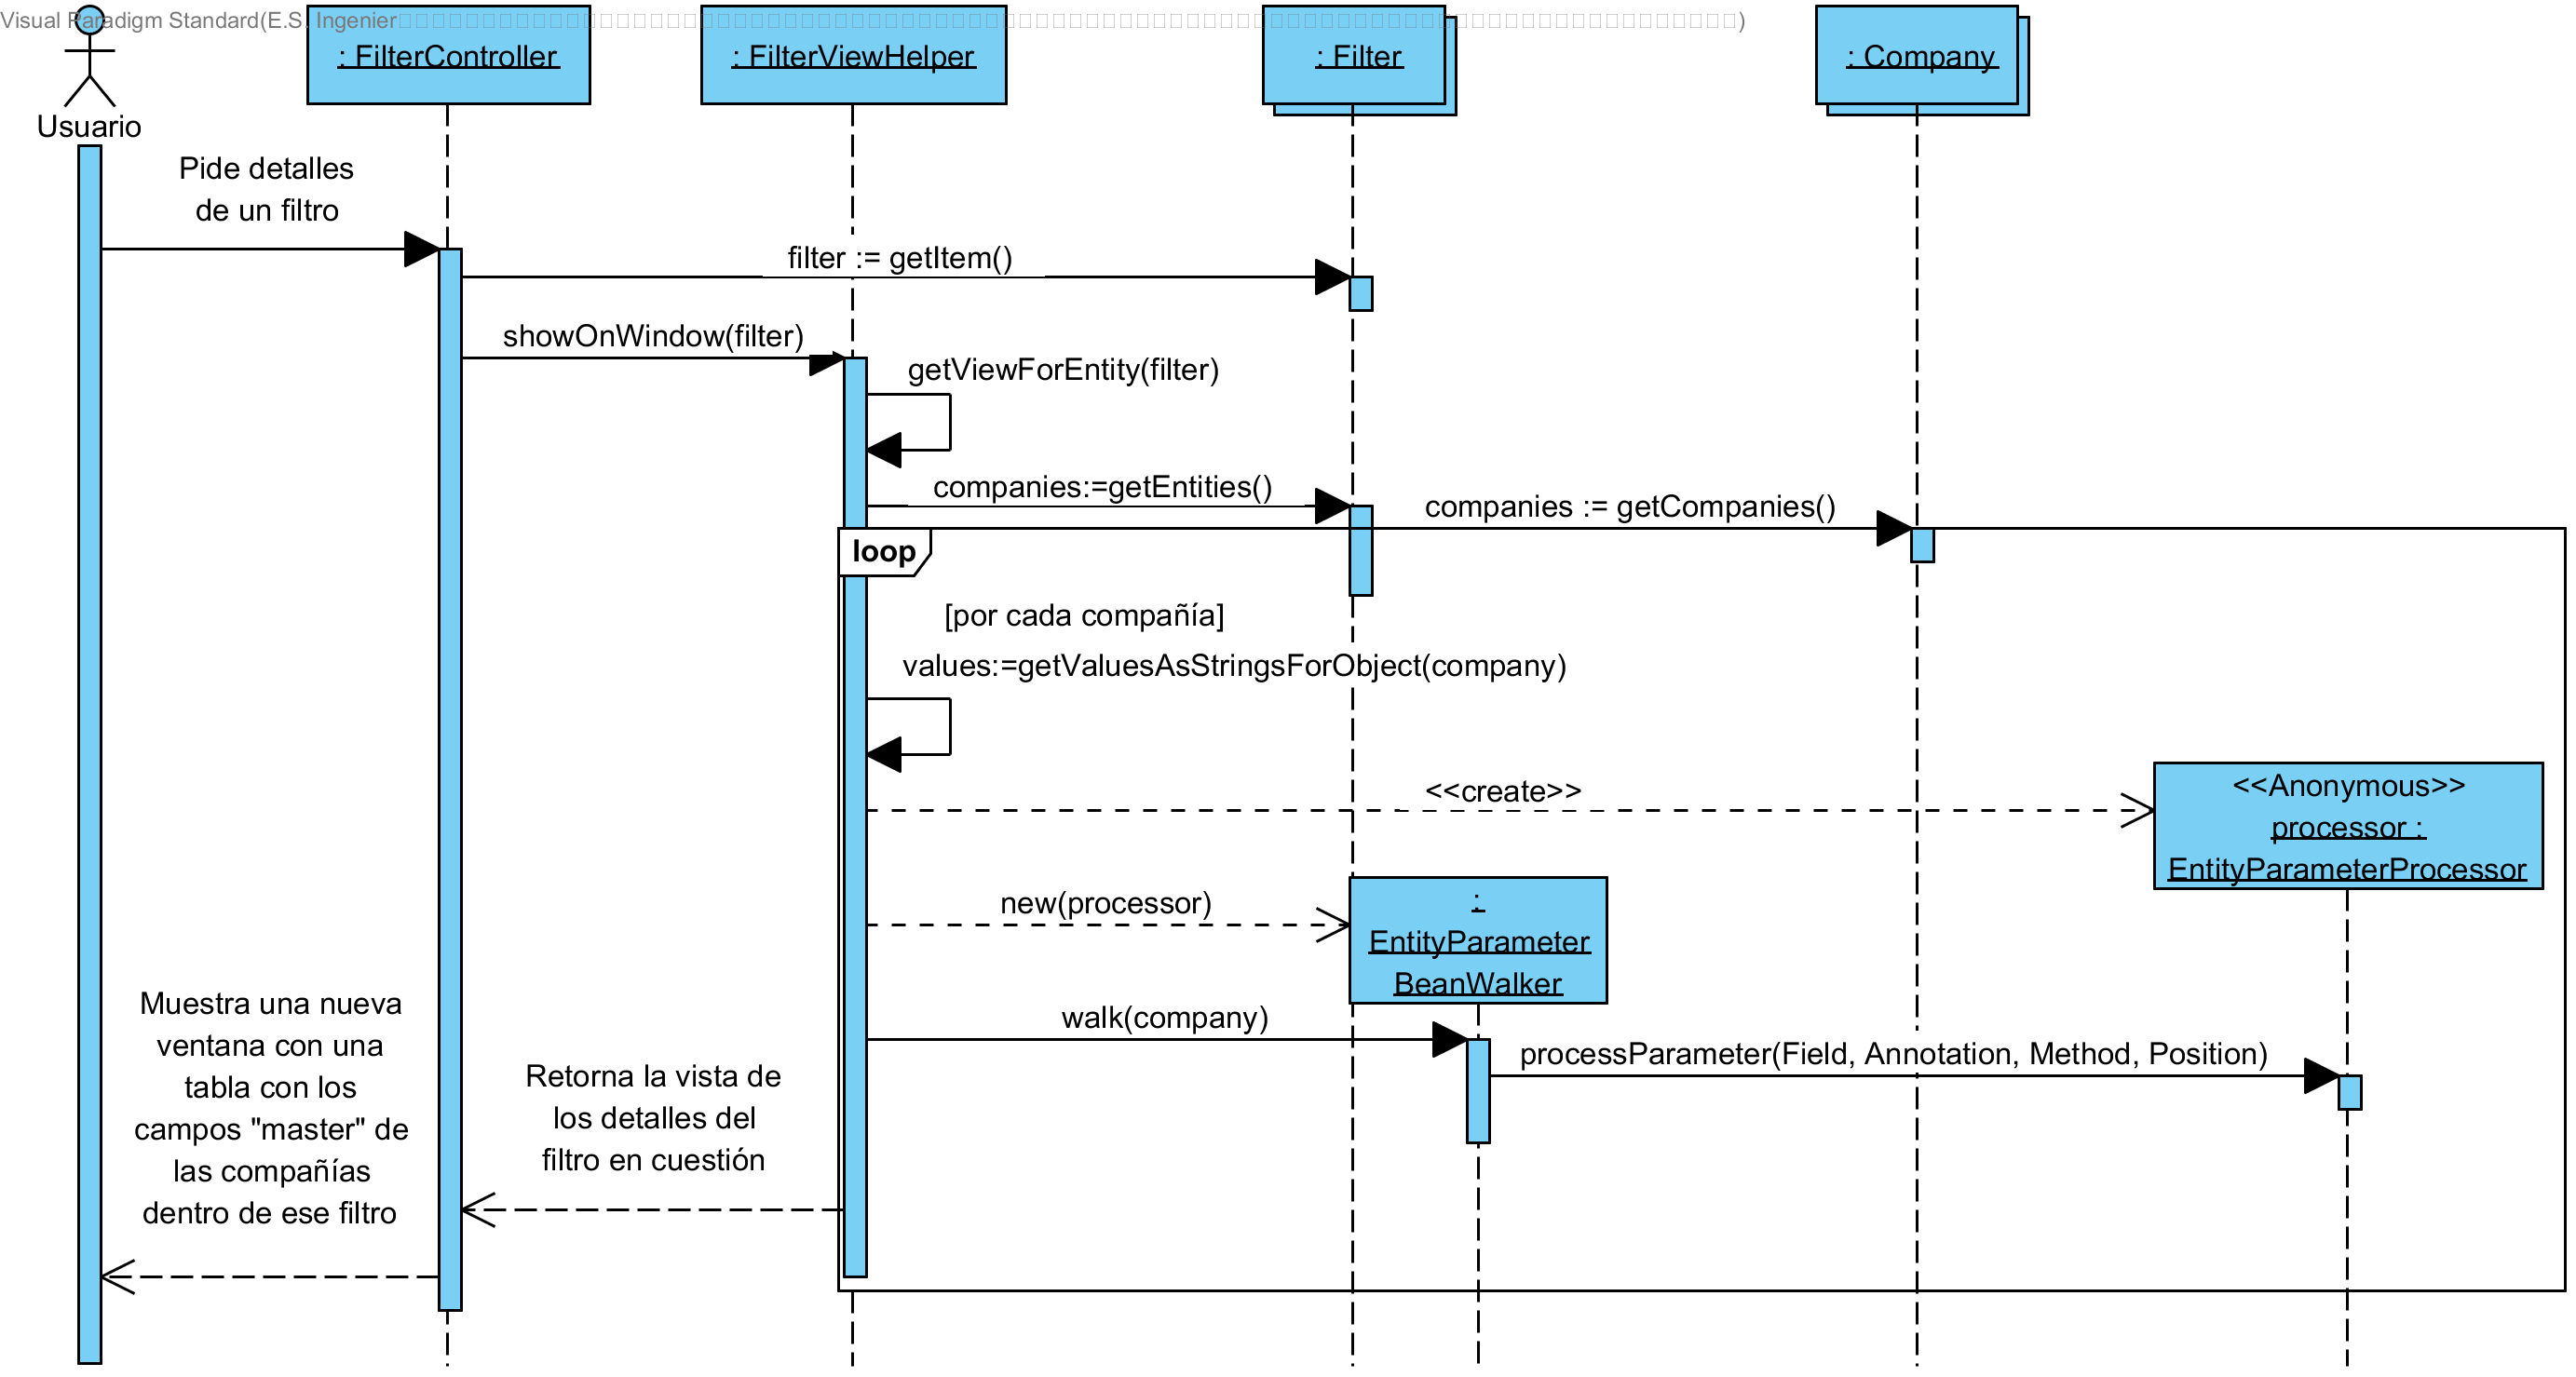 Visual Paradigm Standard(E.S. Ingenier
: FilterController
: FilterViewHelper
: Filter
: Company
Usuario
Pide detalles
de un filtro
filter := getItem()
showOnWindow(filter)
getViewForEntity(filter)
companies:=getEntities()
companies := getCompanies()
loop
[por cada compañía]
values:=getValuesAsStringsForObject(company)
<<create>>
<<Anonymous>>
processor :
EntityParameterProcessor
new(processor)
:
EntityParameter
BeanWalker
walk(company)
processParameter(Field, Annotation, Method, Position)
Retorna la vista de
los detalles del
filtro en cuestión
Muestra una nueva
ventana con una
tabla con los
campos "master" de
las compañías
dentro de ese filtro